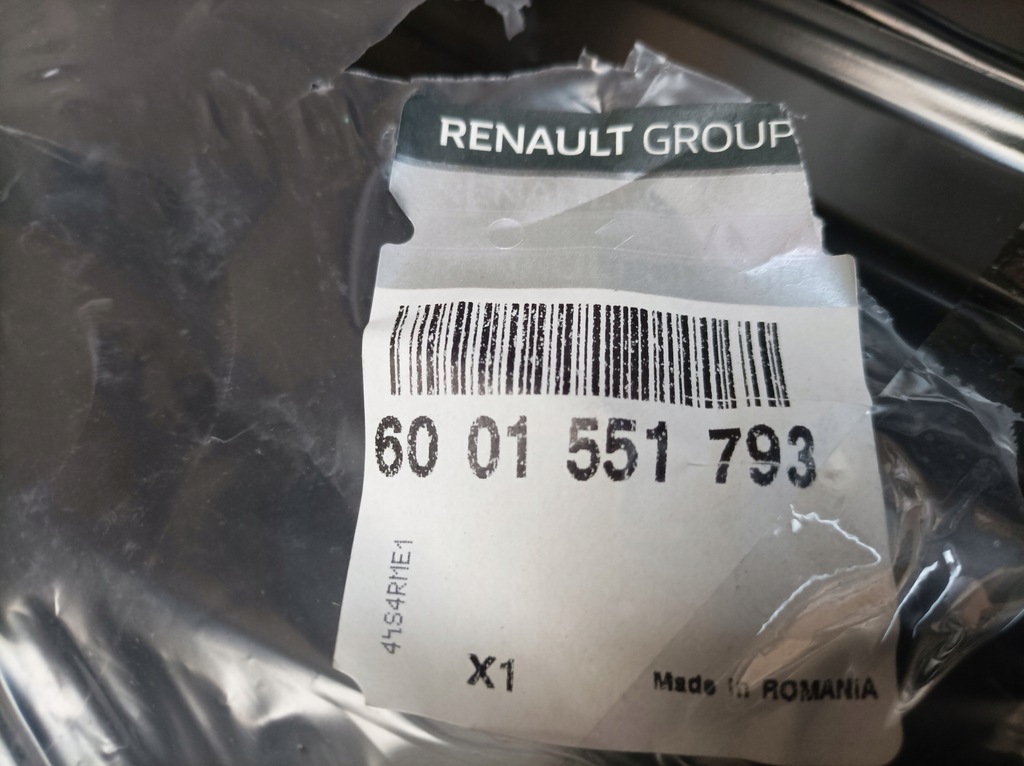 RENAULT GROUP
60 01 551 793
44S4RME1
X1
Made in ROMANIA